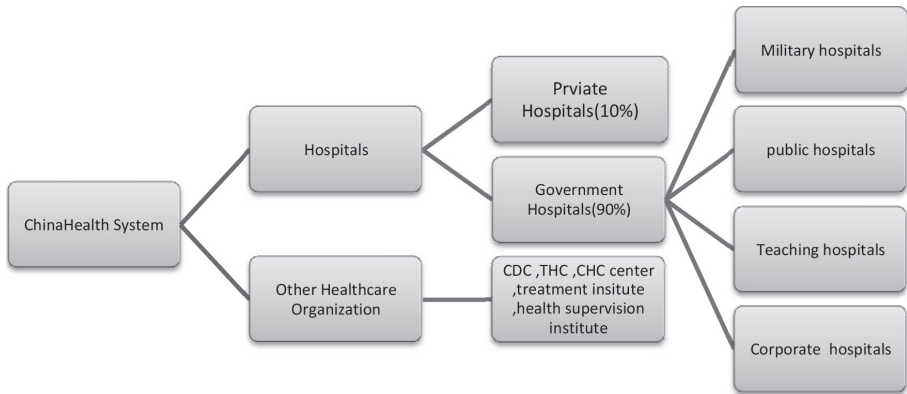 ChinaHealth System
Hospitals
Other Healthcare
Organization
Prviate
Hospitals(10%)
Government
Hospitals(90%)
CDC ,THC ,CHC center
,treatment insitute
,health supervision
institute
Military hospitals
public hospitals
Teaching hospitals
Corporate hospitals